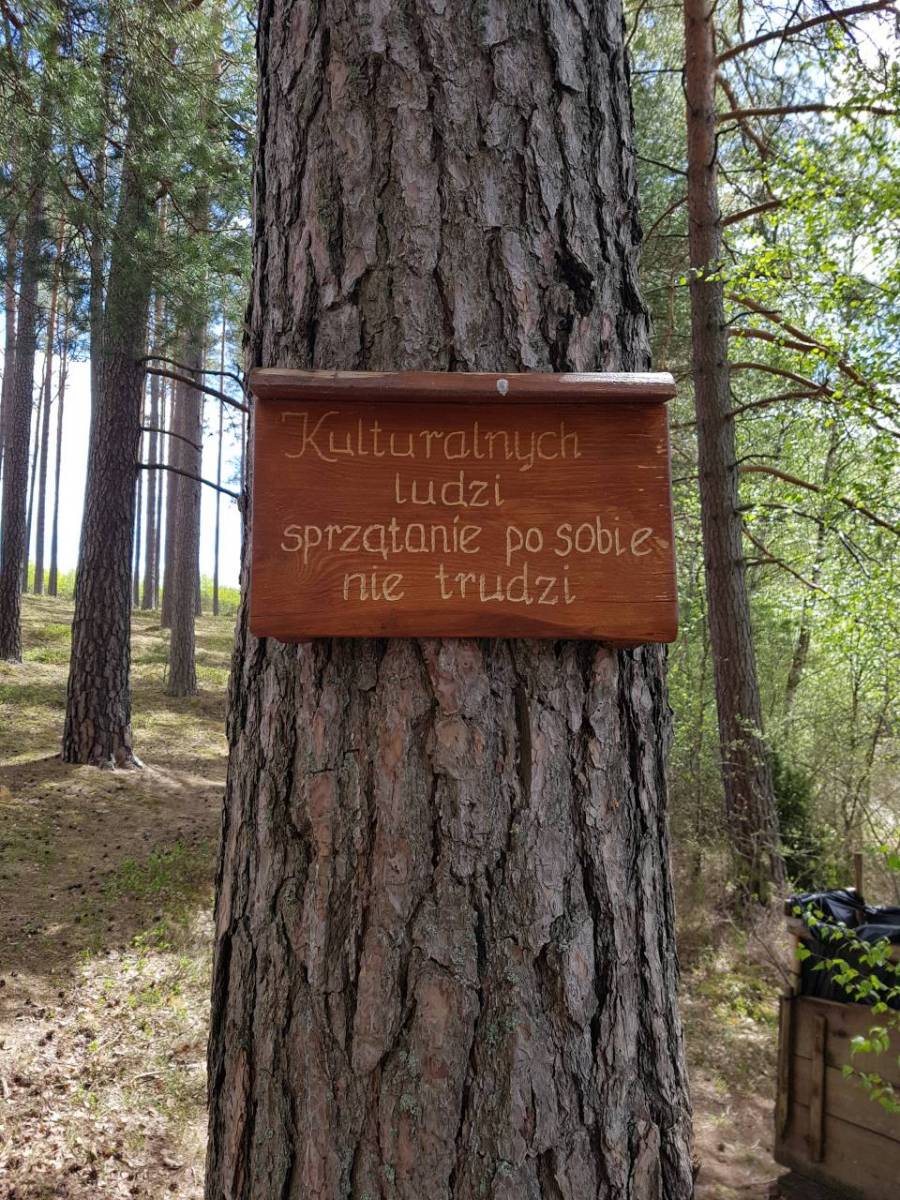 Kulturalnych
ludzi
sprzątanie po sobie
nie trudzi